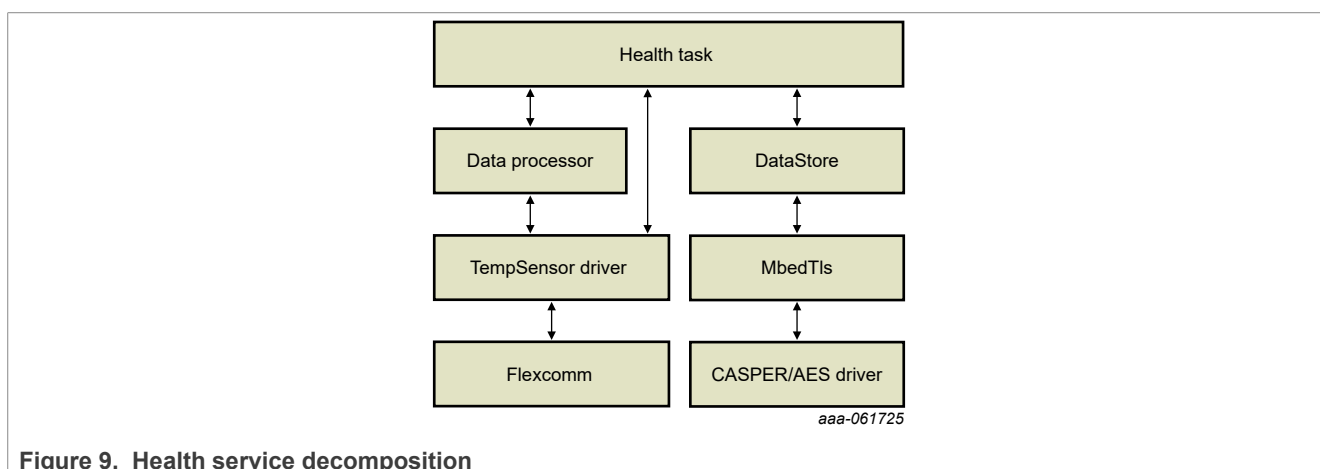 Health task
Data processor
DataStore
TempSensor driver
MbedTls
Flexcomm
CASPER/AES driver
aaa-061725
Figure 9. Health service decomposition